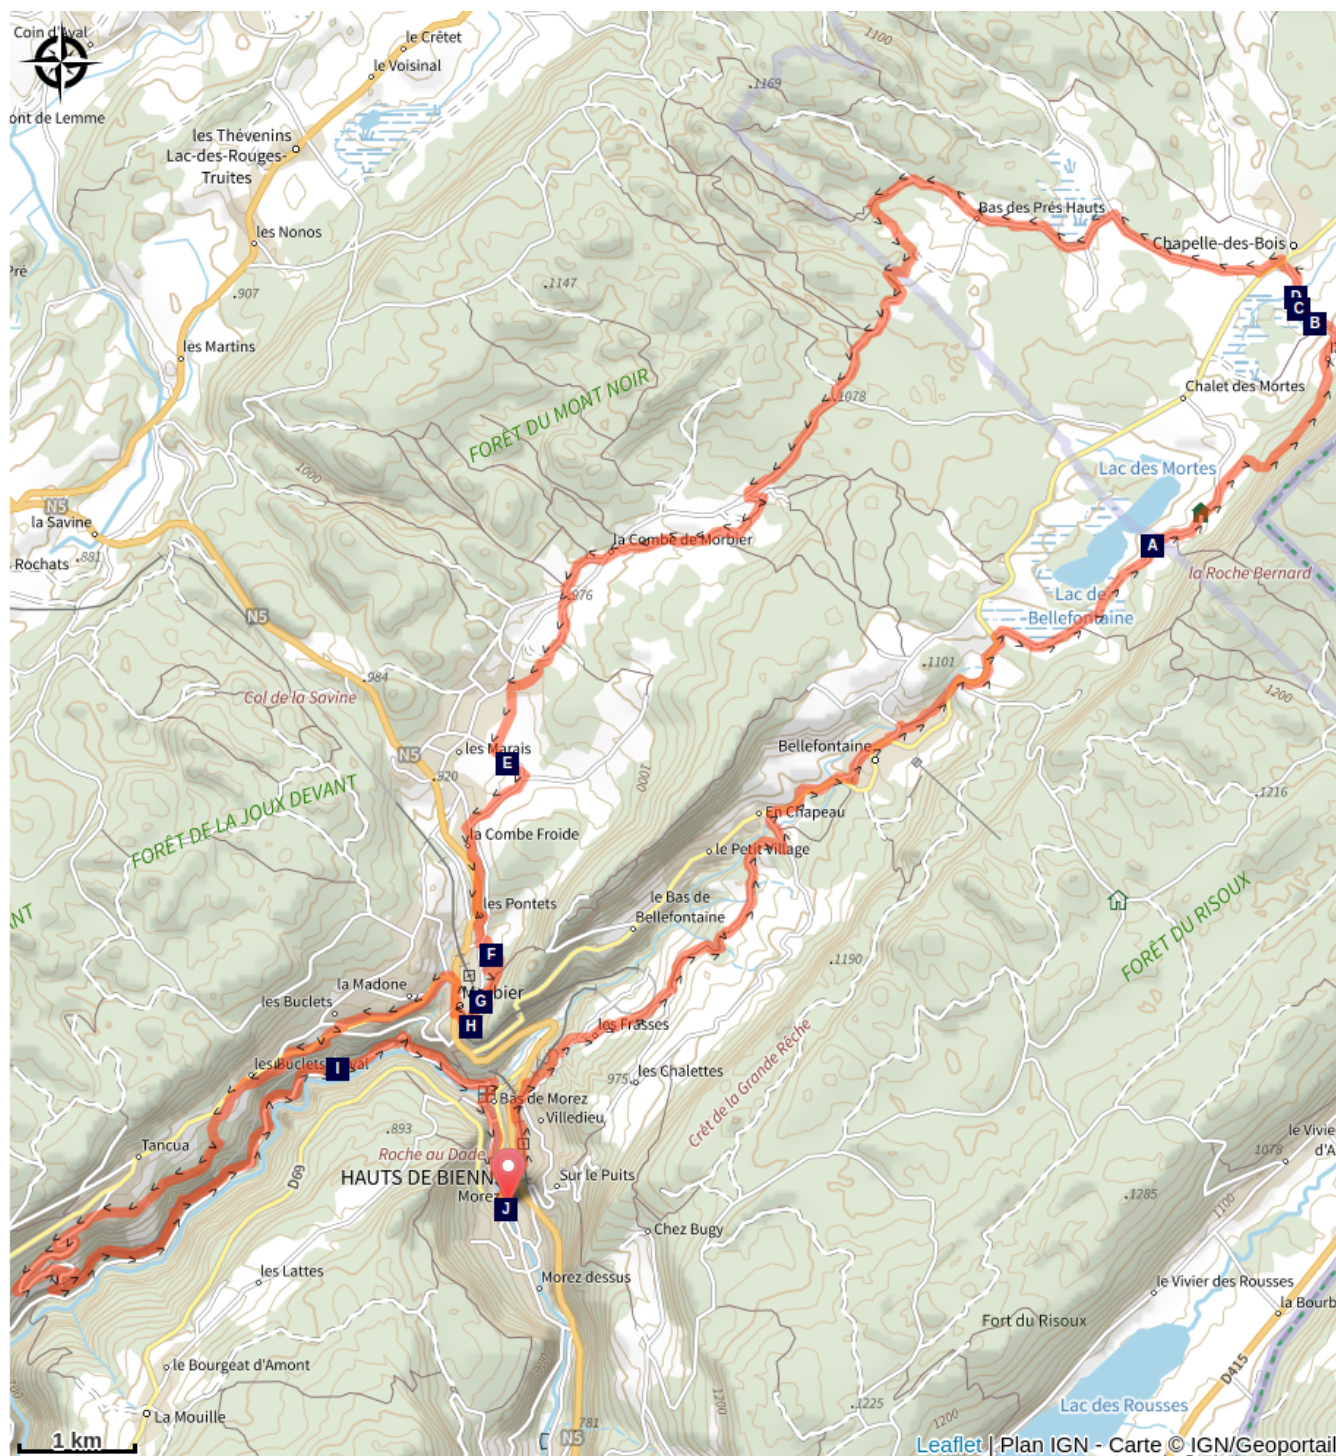 Coin d'Aval
le Crêtet
le Voisinal
1100
1169
ont de Lemme
les Thévenins
Lac-des-Rouges-
Truites
les Nonos
Bas des Prés Hauts
Chapelle-des-Bois
Pré
907
1147
D
C
B
les Martins
Chalet des Mortes
1078
FORÊT DU MONT NOIR
1000
Lac des Mortes
N5
la Savine
881
Rochats
la Combe de Morbier
A
la Roche Bernard
976
Lac de
Bellefontaine
N5
1101
984
Col de la Savine
1200
les Marais
Bellefontaine
N5
E
920
1000
1216
FORÊT DE LA JOUX DEVANT
En Chapeau
la Combe Froide
le Petit Village
ANT
les Pontets
le Bas de
Bellefontaine
FORÊT DU RISOUX
F
1190
la Madone
les Buclets
G
H
les Frasses
I
975
les Chalettes
Bas de Morez
Villedieu
Crêt de la Grande Rêche
893
le Vivie
d'A
Tancua
Roche au Dade
1078
D69
HAUTS DE BIENN
Sur le Puits
Morez
1285
1100
J
Chez Bugy
les Lattes
Morez dessus
le Vivier des Rousses
la Bourb
Fort du Risoux
le Bourgeat d'Amont
D415
1200
1225
Lac des Rousses
La Mouille
1200
781
N5
1 km
Leaflet | Plan IGN - Carte © IGN/Geoportail